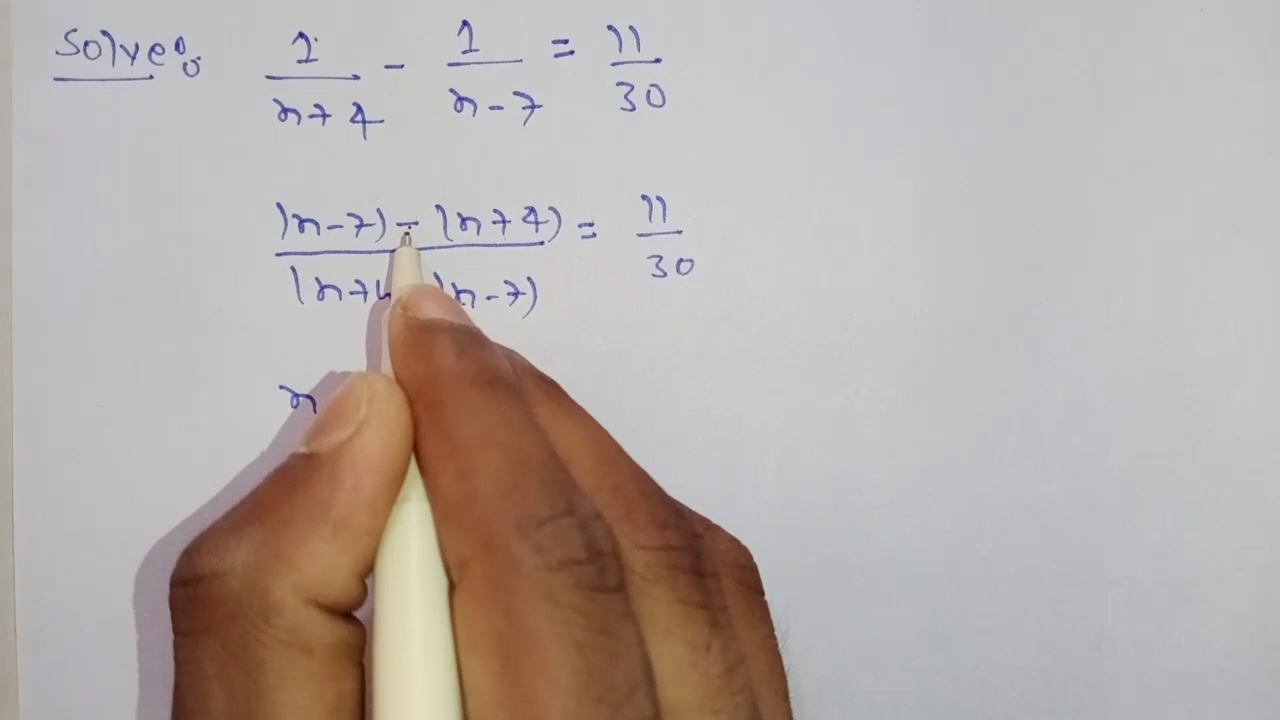 Solve: 1/(x+4) - 1/(x-7) = 11/30
((x-7) - (x+4))/((x+4)(x-7)) = 11/30
x